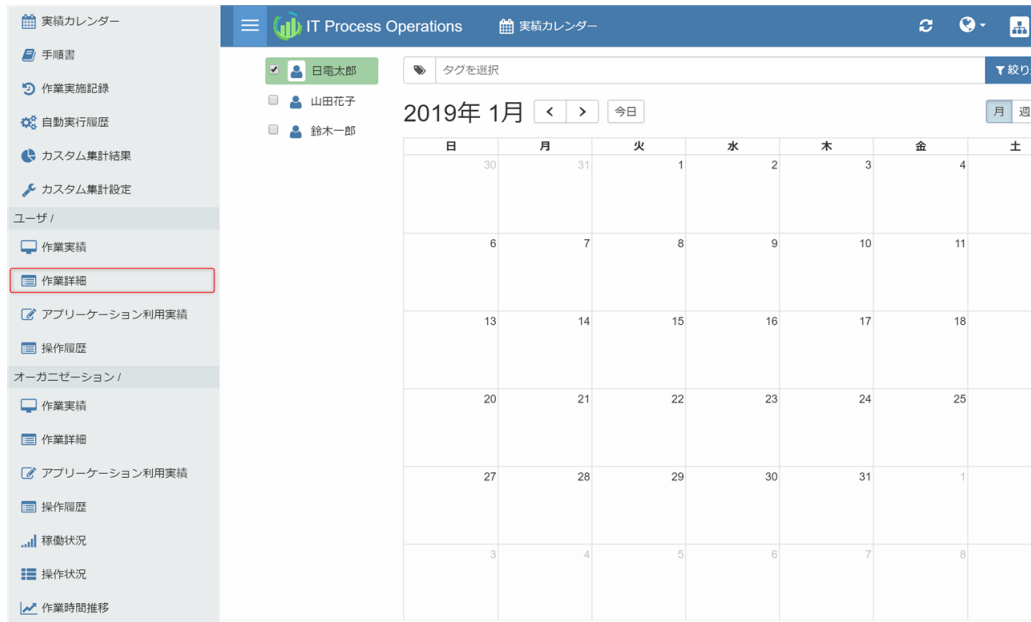 実績カレンダー
手順書
作業実施記録
自動実行履歴
カスタム集計結果
カスタム集計設定
ユーザ /
作業実績
作業詳細
アプリーケーション利用実績
操作履歴
オーガニゼーション /
作業実績
作業詳細
アプリーケーション利用実績
操作履歴
稼働状況
操作状況
作業時間推移
IT Process Operations
実績カレンダー
日電太郎
山田花子
鈴木一郎
タグを選択
絞り
2019年 1月
今日
月 週
日 月 火 水 木 金 土
30 31 1 2 3 4
6 7 8 9 10 11
13 14 15 16 17 18
20 21 22 23 24 25
27 28 29 30 31 1
3 4 5 6 7 8